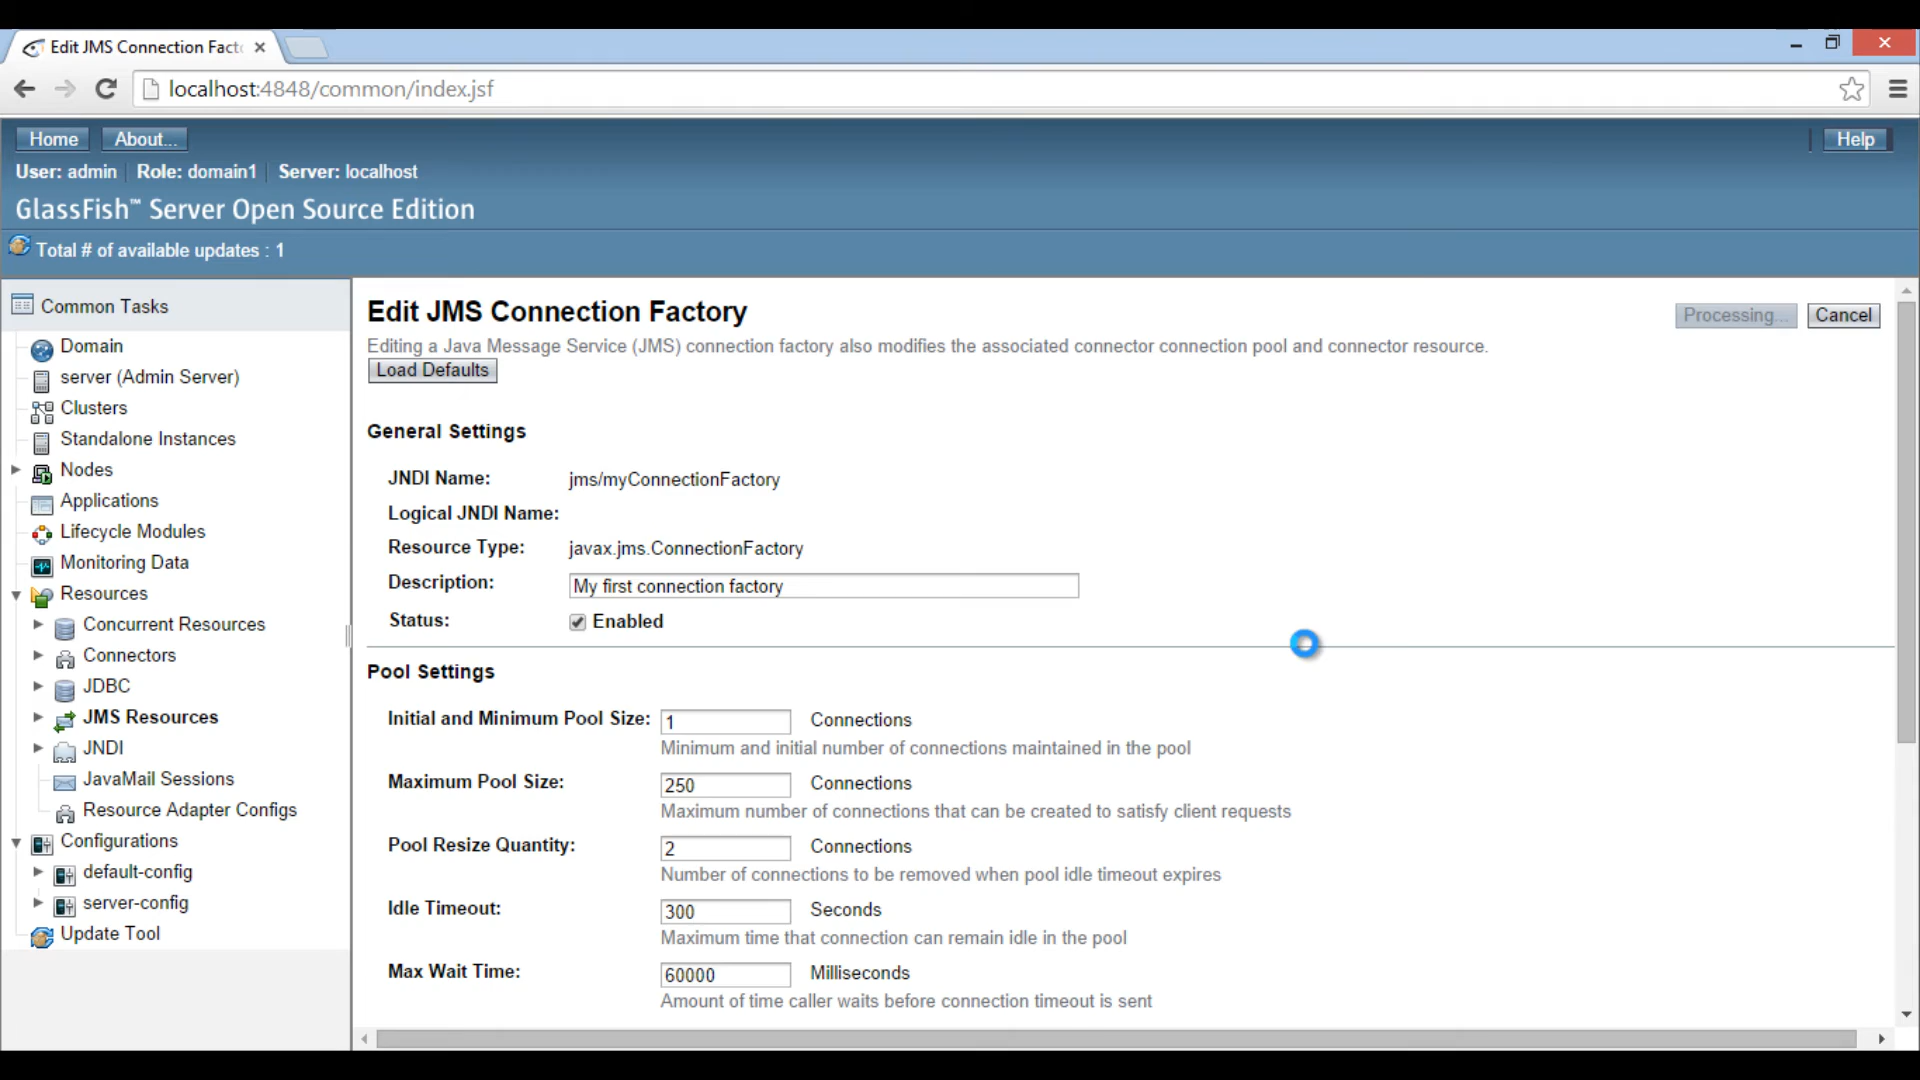 Edit JMS Connection Facto
localhost:4848/common/index.jsf
Home About... Help
User: admin Role: domain1 Server: localhost
GlassFish™ Server Open Source Edition
Total # of available updates : 1
Common Tasks
Domain
server (Admin Server)
Clusters
Standalone Instances
Nodes
Applications
Lifecycle Modules
Monitoring Data
Resources
Concurrent Resources
Connectors
JDBC
JMS Resources
JNDI
JavaMail Sessions
Resource Adapter Configs
Configurations
default-config
server-config
Update Tool
Edit JMS Connection Factory
Processing... Cancel
Editing a Java Message Service (JMS) connection factory also modifies the associated connector connection pool and connector resource.
Load Defaults
General Settings
JNDI Name: jms/myConnectionFactory
Logical JNDI Name:
Resource Type: javax.jms.ConnectionFactory
Description: My first connection factory
Status: Enabled
Pool Settings
Initial and Minimum Pool Size: 1 Connections
Minimum and initial number of connections maintained in the pool
Maximum Pool Size: 250 Connections
Maximum number of connections that can be created to satisfy client requests
Pool Resize Quantity: 2 Connections
Number of connections to be removed when pool idle timeout expires
Idle Timeout: 300 Seconds
Maximum time that connection can remain idle in the pool
Max Wait Time: 60000 Milliseconds
Amount of time caller waits before connection timeout is sent